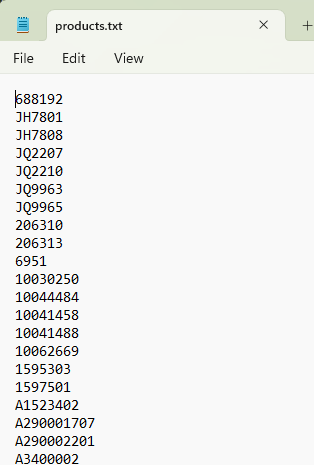 products.txt
File Edit View
688192
JH7801
JH7808
JQ2207
JQ2210
JQ9963
JQ9965
206310
206313
6951
10030250
10044484
10041458
10041488
10062669
1595303
1597501
A1523402
A290001707
A290002201
A3400002